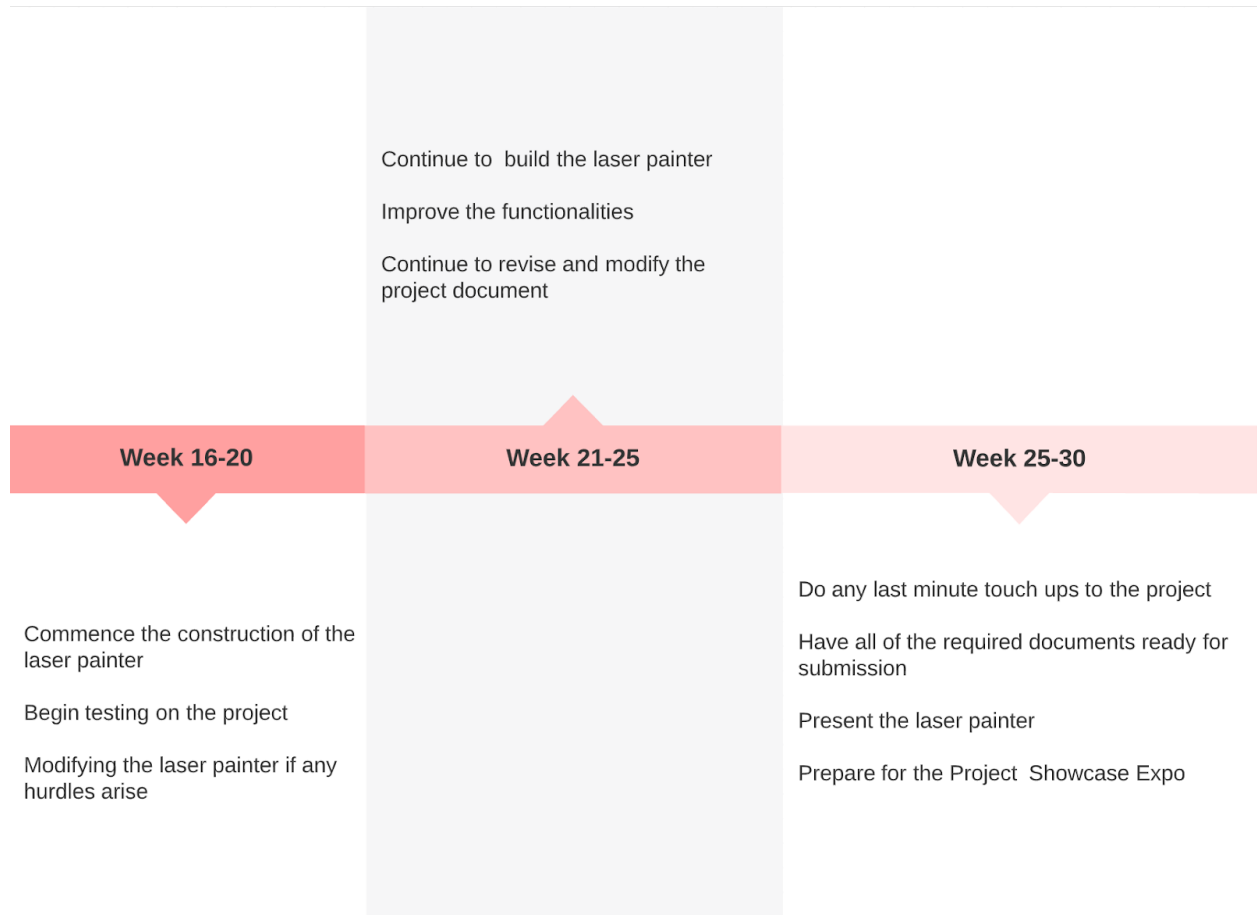 Continue to  build the laser painter
Improve the functionalities
Continue to revise and modify the
project document
Week 16-20
Week 21-25
Week 25-30
Commence the construction of the
laser painter
Begin testing on the project
Modifying the laser painter if any
hurdles arise
Do any last minute touch ups to the project
Have all of the required documents ready for
submission
Present the laser painter
Prepare for the Project  Showcase Expo